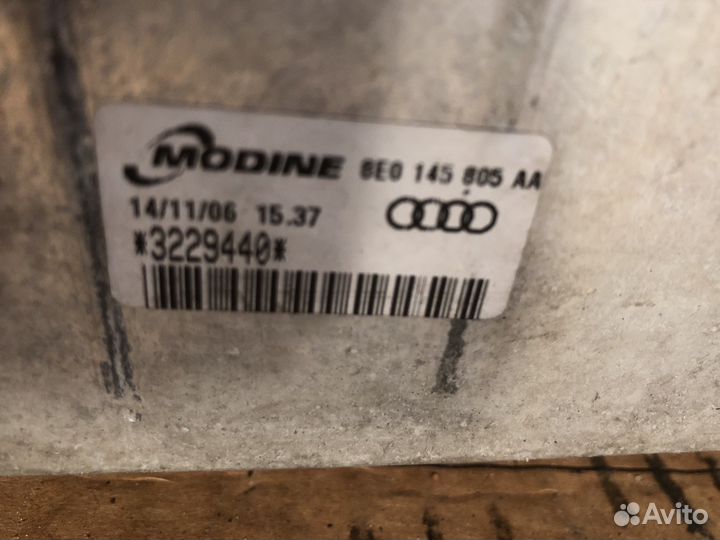 MODINE 8E0 145 805 AA
14/11/06 15.37
*3229440*
Avito